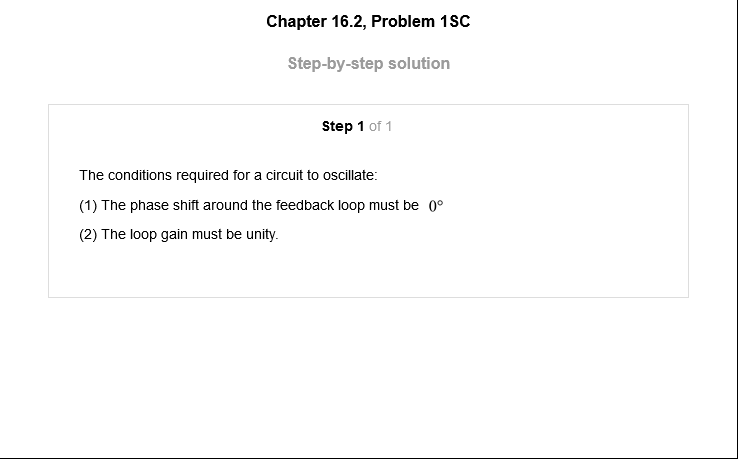 Chapter 16.2, Problem 1SC
Step-by-step solution
Step 1 of 1
The conditions required for a circuit to oscillate:
(1) The phase shift around the feedback loop must be 0°
(2) The loop gain must be unity.